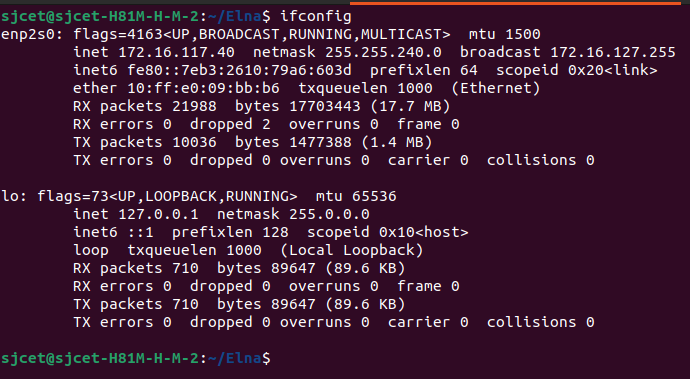 sjcet@sjcet-H81M-H-M-2:~/Elna$ ifconfig
enp2s0: flags=4163<UP,BROADCAST,RUNNING,MULTICAST>  mtu 1500
        inet 172.16.117.40  netmask 255.255.240.0  broadcast 172.16.127.255
        inet6 fe80::7eb3:2610:79a6:603d  prefixlen 64  scopeid 0x20<link>
        ether 10:ff:e0:09:bb:b6  txqueuelen 1000  (Ethernet)
        RX packets 21988  bytes 17703443 (17.7 MB)
        RX errors 0  dropped 2  overruns 0  frame 0
        TX packets 10036  bytes 1477388 (1.4 MB)
        TX errors 0  dropped 0 overruns 0  carrier 0  collisions 0

lo: flags=73<UP,LOOPBACK,RUNNING>  mtu 65536
        inet 127.0.0.1  netmask 255.0.0.0
        inet6 ::1  prefixlen 128  scopeid 0x10<host>
        loop  txqueuelen 1000  (Local Loopback)
        RX packets 710  bytes 89647 (89.6 KB)
        RX errors 0  dropped 0  overruns 0  frame 0
        TX packets 710  bytes 89647 (89.6 KB)
        TX errors 0  dropped 0 overruns 0  carrier 0  collisions 0

sjcet@sjcet-H81M-H-M-2:~/Elna$